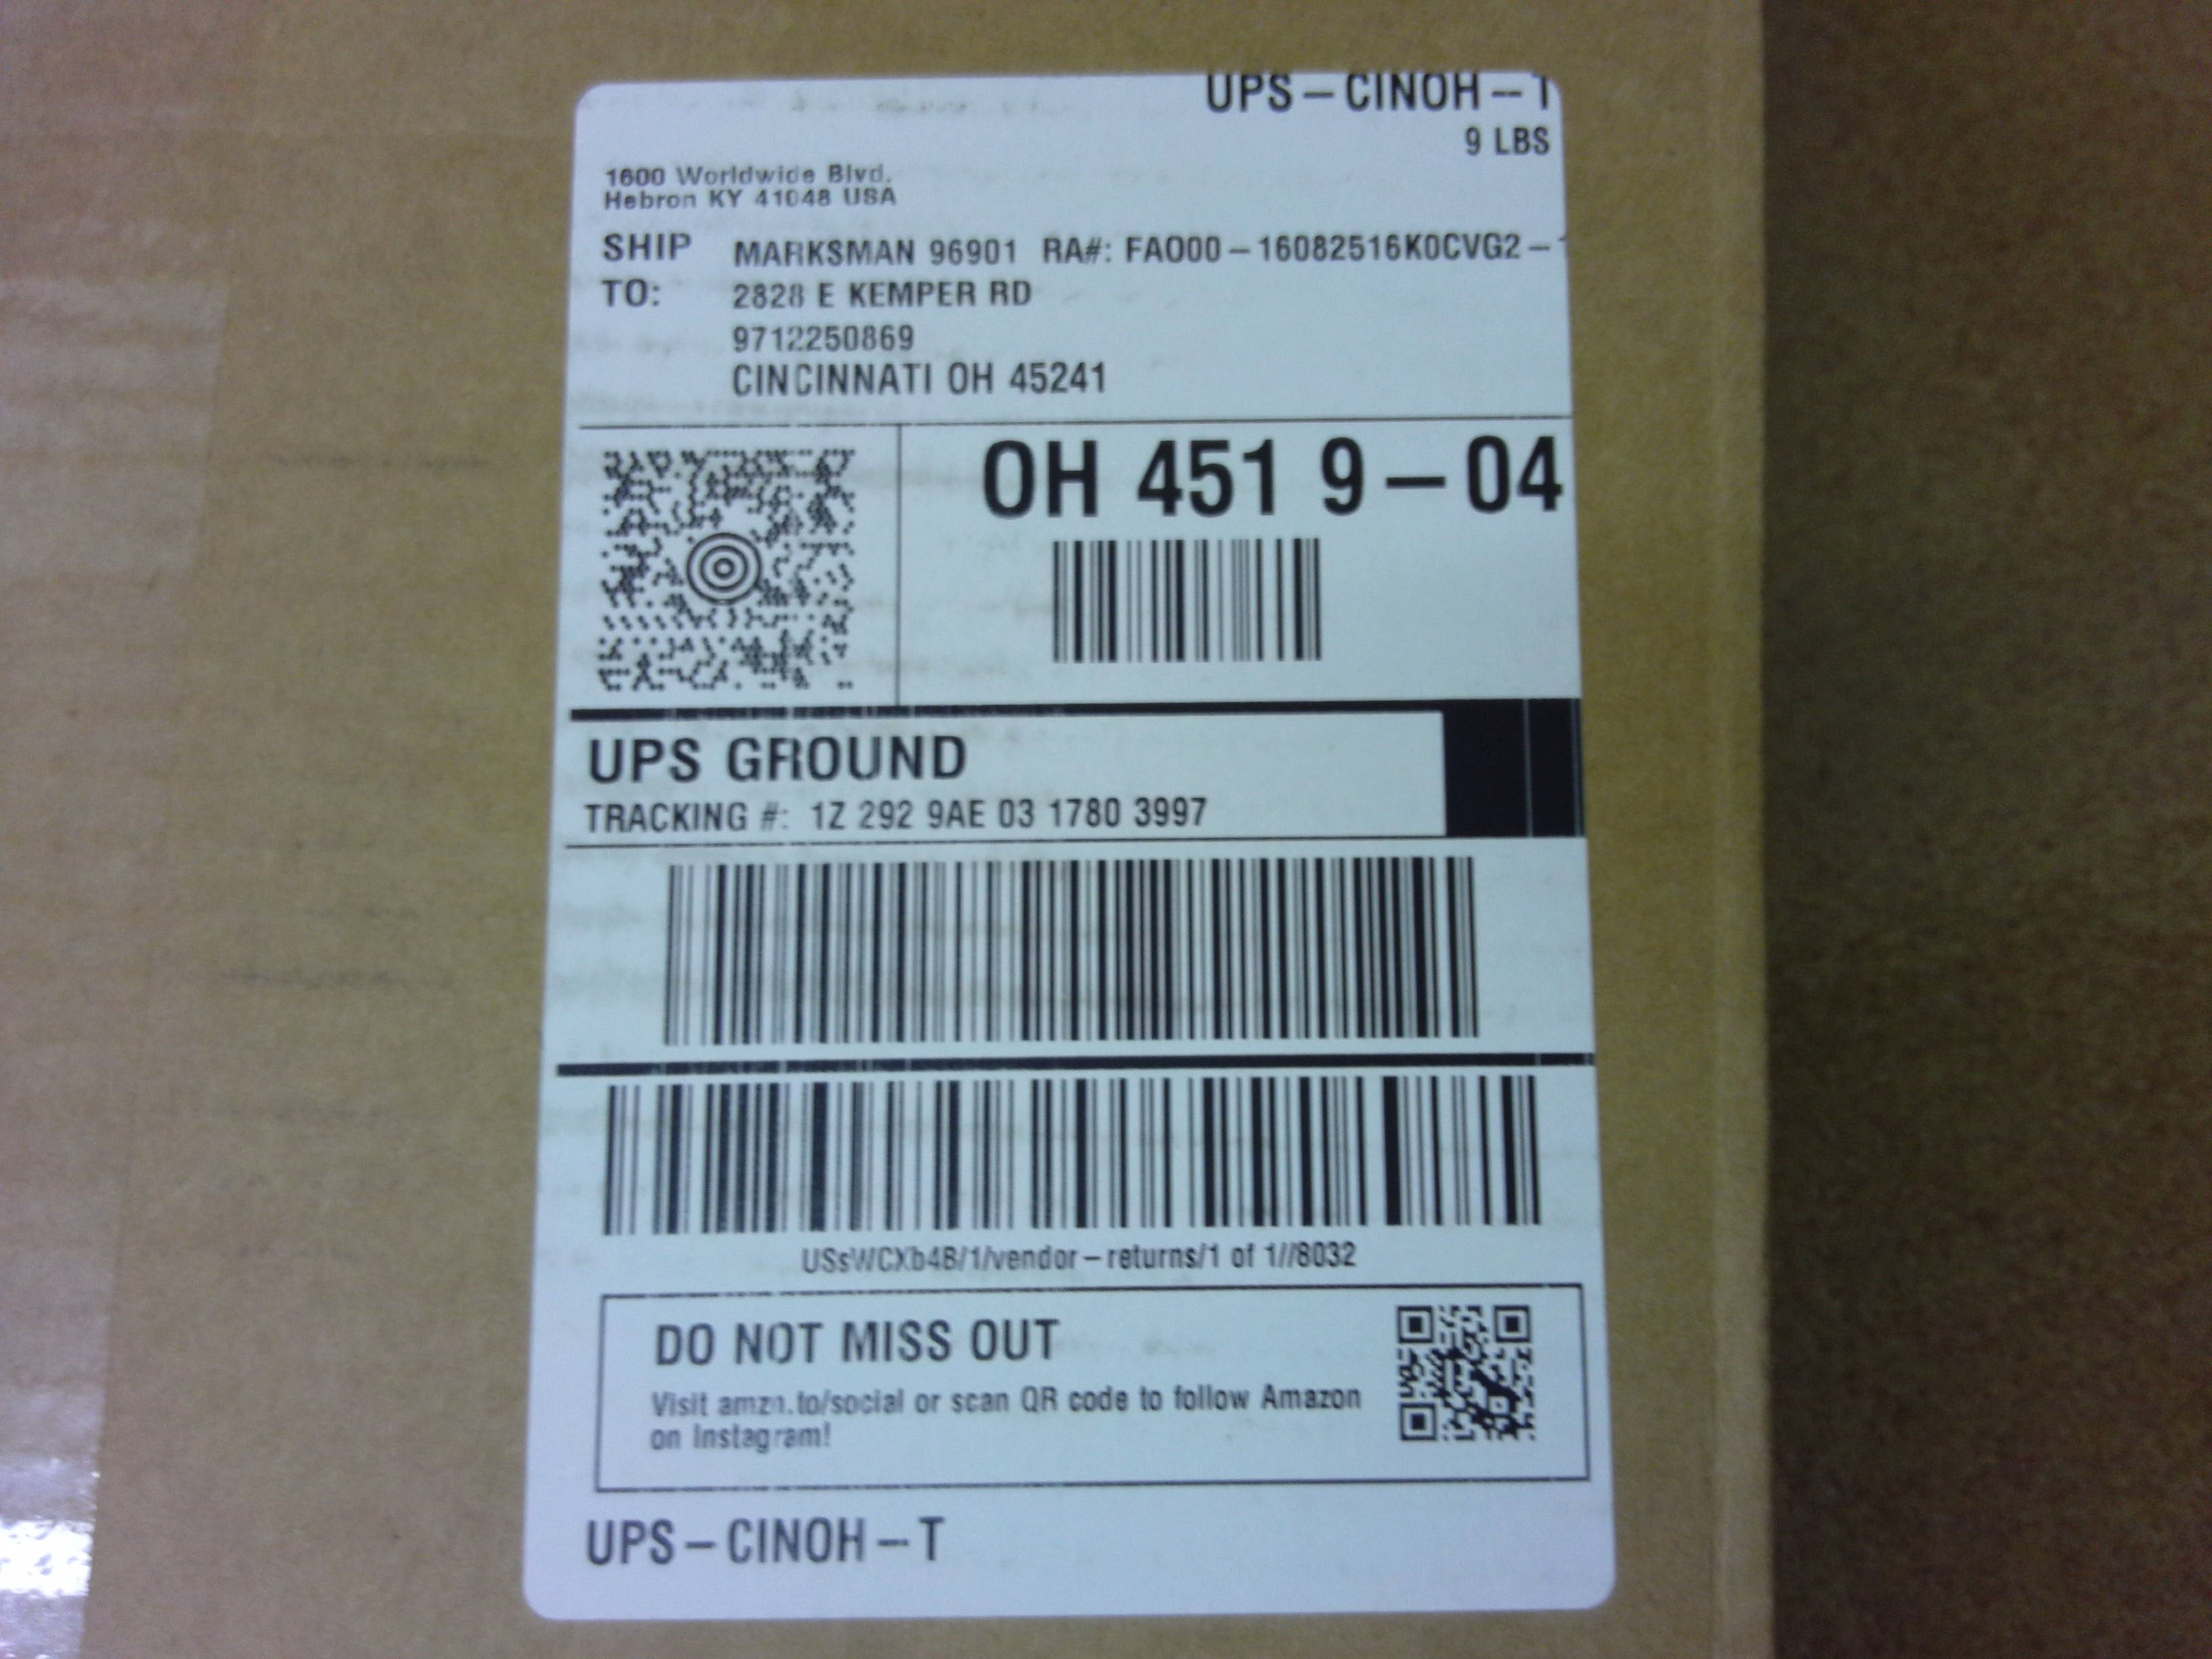 UPS – CINOH – T
9 LBS
1600 Worldwide Blvd.
Hebron KY 41048 USA
SHIP TO:
MARKSMAN 96901 RA#: FAO00 – 16082516K0CVG2 –
2828 E KEMPER RD
9712250869
CINCINNATI OH 45241
OH 451 9 – 04
UPS GROUND
TRACKING #: 1Z 292 9AE 03 1780 3997
USsWCXb4B/1/vendor – returns/1 of 1//8032
DO NOT MISS OUT
Visit amzn.to/social or scan QR code to follow Amazon
on Instagram!
UPS – CINOH – T